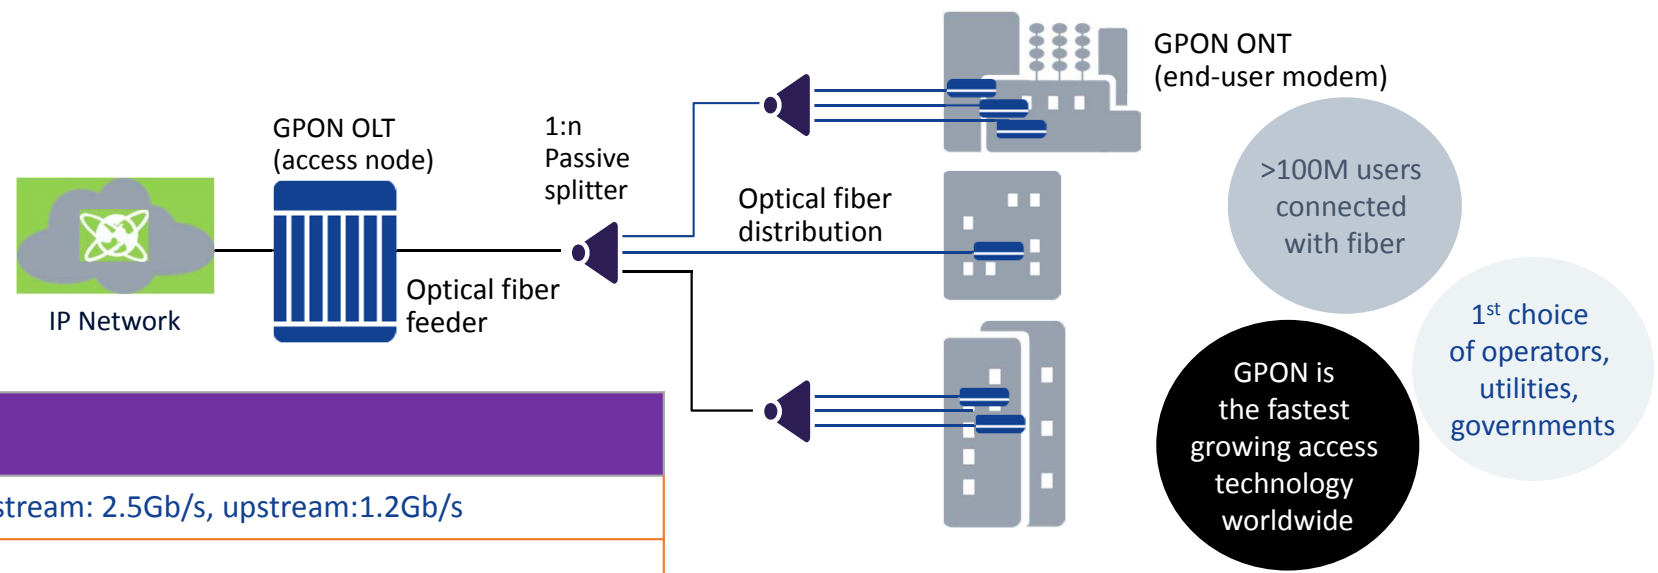 GPON ONT
(end-user modem)
GPON OLT
(access node)
1:n
Passive
splitter
Optical fiber
distribution
Optical fiber
feeder
IP Network
>100M users
connected
with fiber
1st choice
of operators,
utilities,
governments
GPON is
the fastest
growing access
technology
worldwide
stream: 2.5Gb/s, upstream:1.2Gb/s